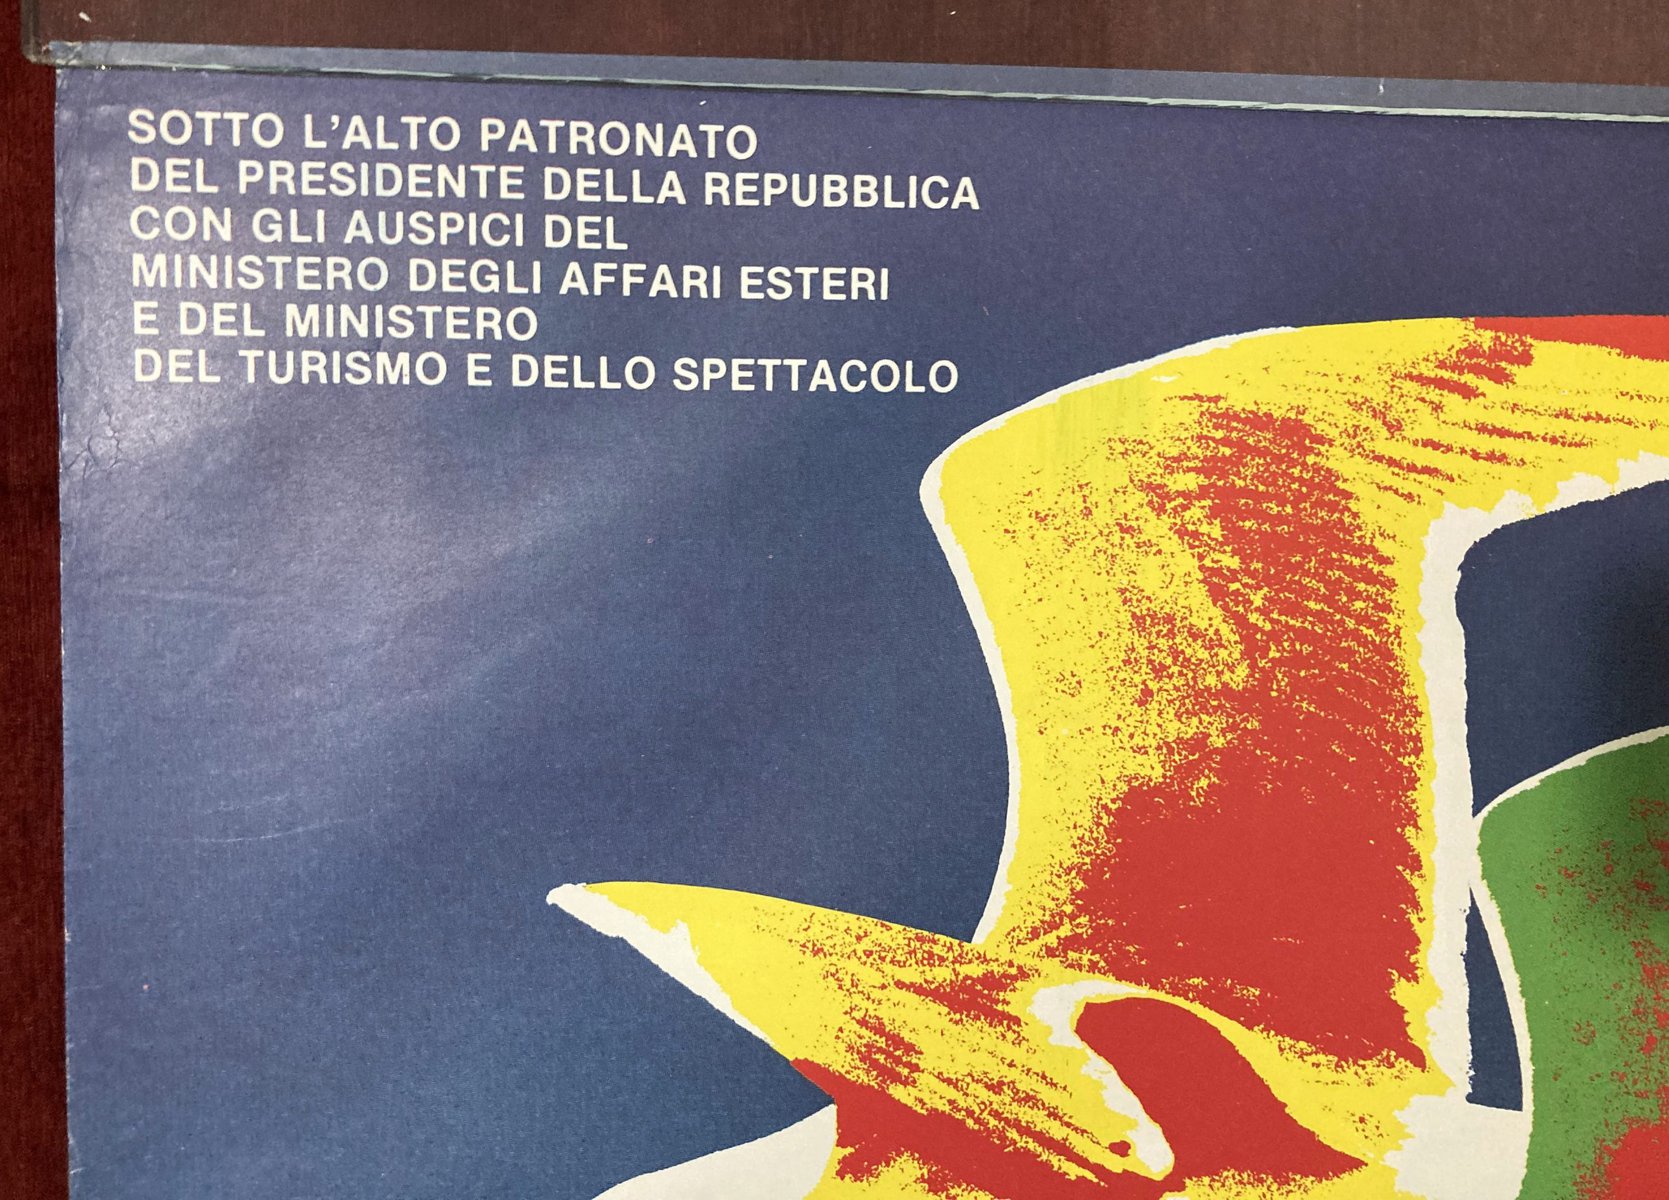 SOTTO L'ALTO PATRONATO
DEL PRESIDENTE DELLA REPUBBLICA
CON GLI AUSPICI DEL
MINISTERO DEGLI AFFARI ESTERI
E DEL MINISTERO
DEL TURISMO E DELLO SPETTACOLO